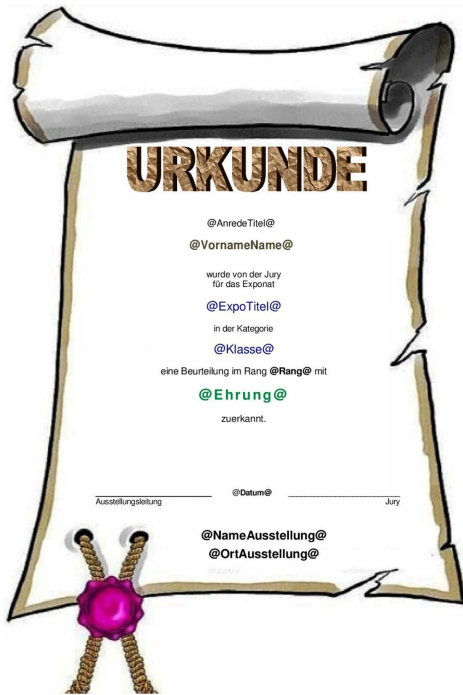 URKUNDE
@AnredeTitel@
@VornameName@
wurde von der Jury
für das Exponat
@ExpoTitel@
in der Kategorie
@Klasse@
eine Beurteilung im Rang @Rang@ mit
@Ehrung@
zuerkannt.
@Datum@
Ausstellungsleitung Jury
@NameAusstellung@
@OrtAusstellung@